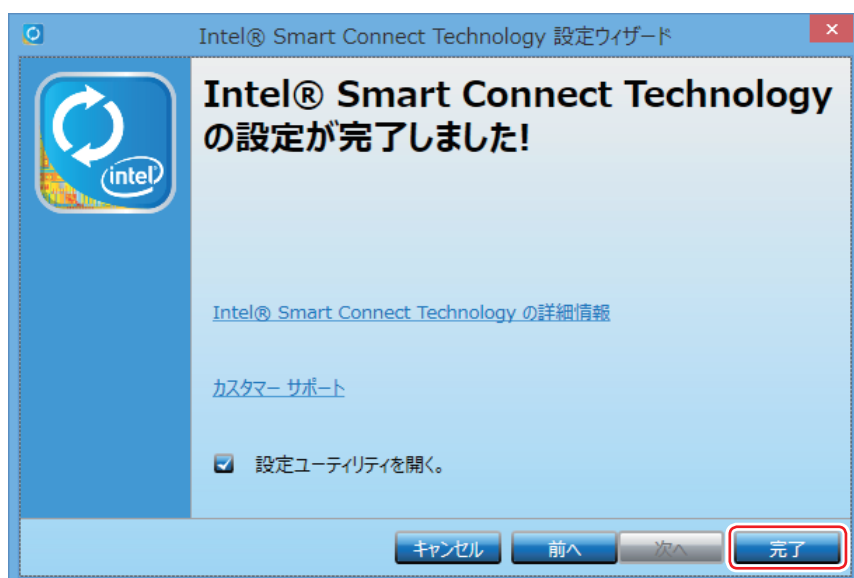 Intel® Smart Connect Technology 設定ウィザード
×
Intel® Smart Connect Technology
の設定が完了しました!
intel
Intel® Smart Connect Technology の詳細情報
カスタマー サポート
設定ユーティリティを開く。
キャンセル 前へ 次へ 完了